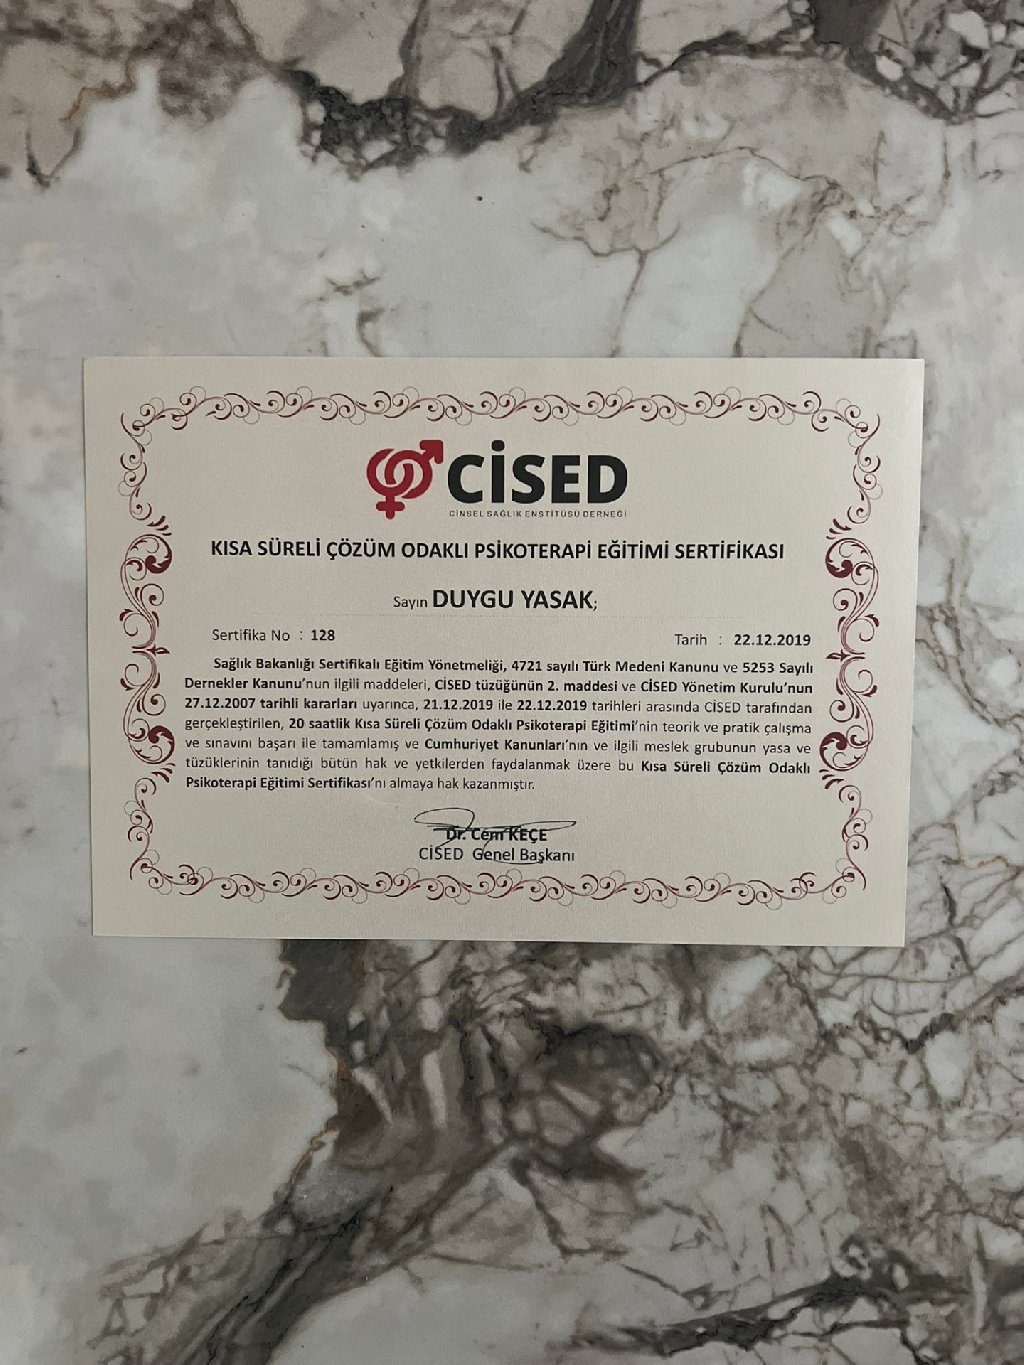 CİSED
CİNSEL SAĞLIK ENSTİTÜSÜ DERNEĞİ
KISA SÜRELİ ÇÖZÜM ODAKLI PSİKOTERAPİ EĞİTİMİ SERTİFİKASI
Sayın DUYGU YASAK;
Sertifika No : 128 Tarih : 22.12.2019
Sağlık Bakanlığı Sertifikalı Eğitim Yönetmeliği, 4721 sayılı Türk Medeni Kanunu ve 5253 Sayılı
Dernekler Kanunu'nun ilgili maddeleri, CİSED tüzüğünün 2. maddesi ve CİSED Yönetim Kurulu'nun
27.12.2007 tarihli kararları uyarınca, 21.12.2019 ile 22.12.2019 tarihleri arasında CİSED tarafından
gerçekleştirilen, 20 saatlik Kısa Süreli Çözüm Odaklı Psikoterapi Eğitimi'nin teorik ve pratik çalışma
ve sınavını başarı ile tamamlamış ve Cumhuriyet Kanunları'nın ve ilgili meslek grubunun yasa ve
tüzüklerinin tanıdığı bütün hak ve yetkilerden faydalanmak üzere bu Kısa Süreli Çözüm Odaklı
Psikoterapi Eğitimi Sertifikası'nı almaya hak kazanmıştır.
Dr. Cem KEÇE
CİSED Genel Başkanı